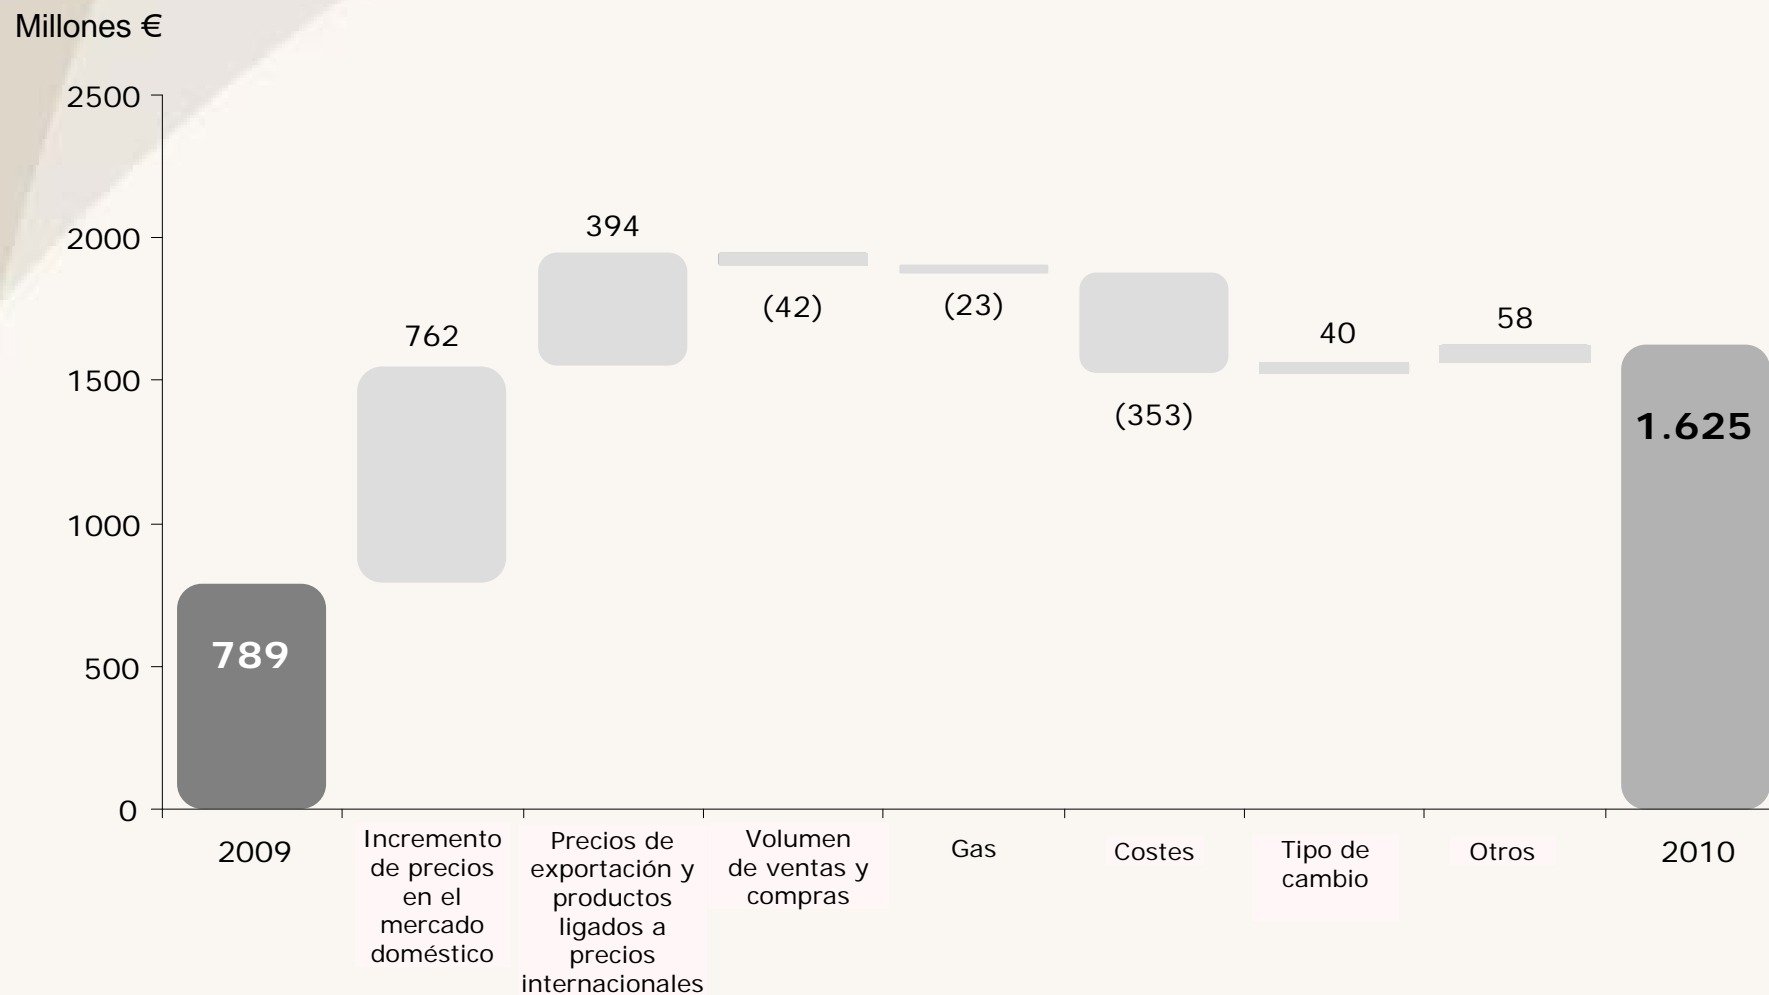 Millones €
2500
2000
1500
1000
500
0
789
762
394
(42)
(23)
(353)
40
58
1.625
2009
Incremento
de precios
en el
mercado
doméstico
Precios de
exportación y
productos
ligados a
precios
internacionales
Volumen
de ventas y
compras
Gas
Costes
Tipo de
cambio
Otros
2010